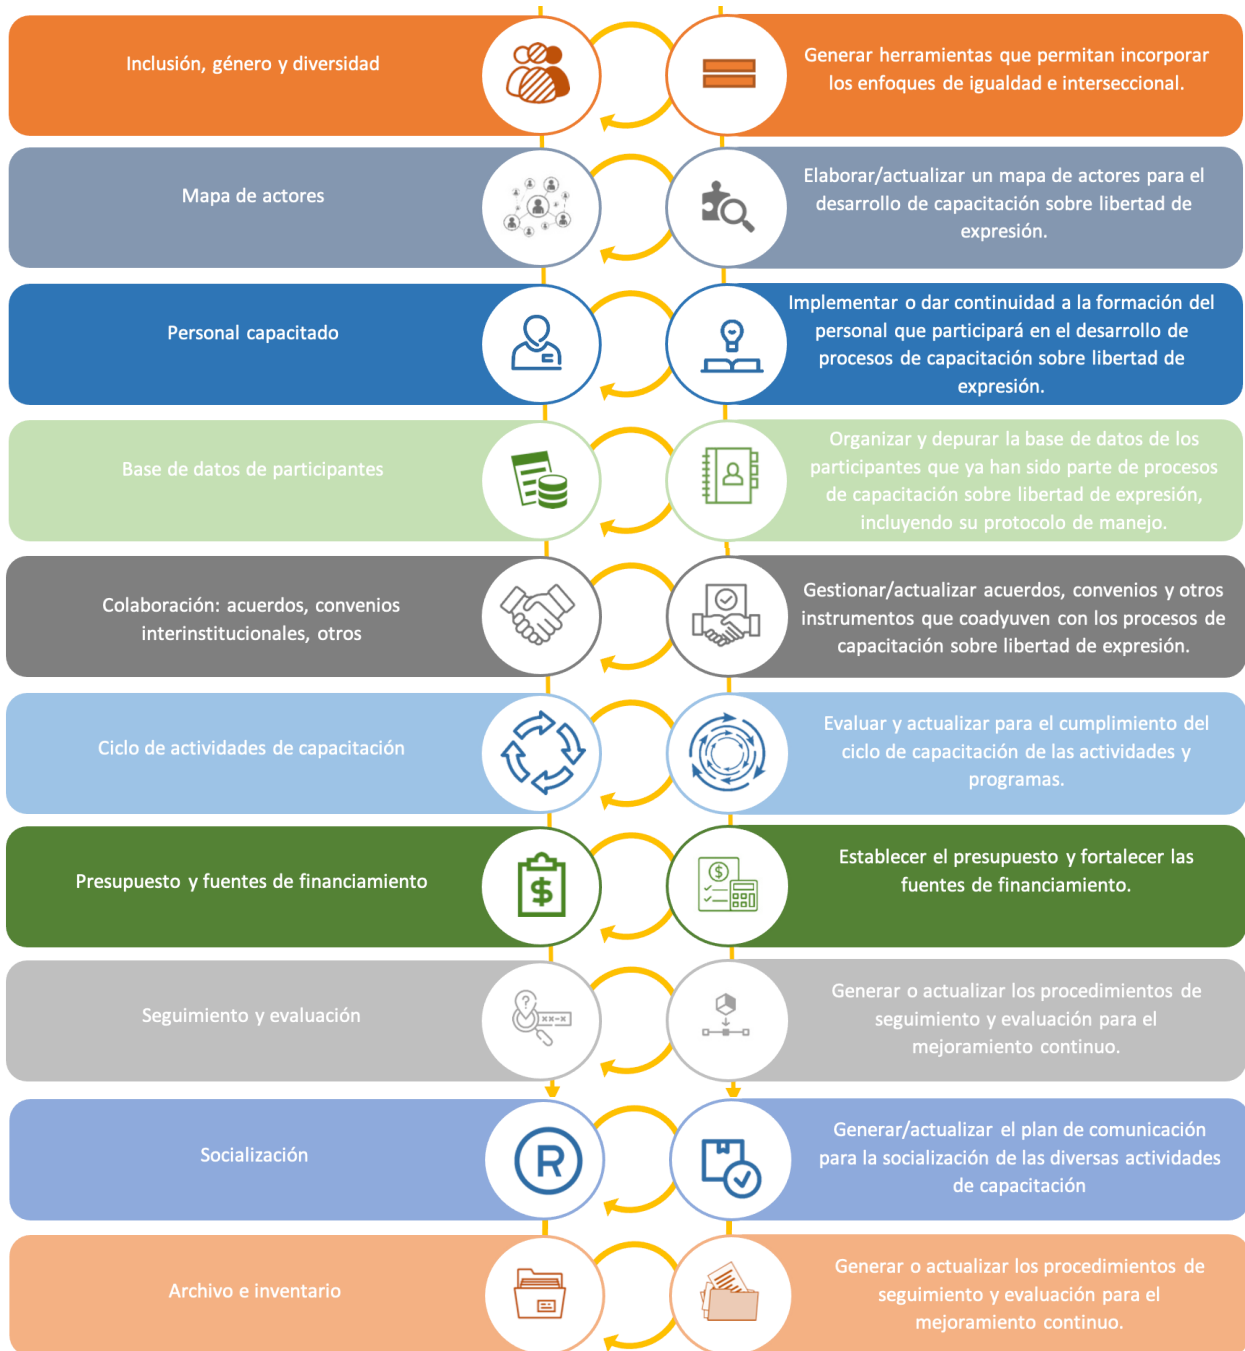 Inclusión, género y diversidad
Generar herramientas que permitan incorporar
los enfoques de igualdad e interseccional.
Mapa de actores
Elaborar/actualizar un mapa de actores para el
desarrollo de capacitación sobre libertad de
expresión.
Personal capacitado
Implementar o dar continuidad a la formación del
personal que participará en el desarrollo de
procesos de capacitación sobre libertad de
expresión.
Base de datos de participantes
Organizar y depurar la base de datos de los
participantes que ya han sido parte de procesos
de capacitación sobre libertad de expresión,
incluyendo su protocolo de manejo.
Colaboración: acuerdos, convenios
interinstitucionales, otros
Gestionar/actualizar acuerdos, convenios y otros
instrumentos que coadyuven con los procesos de
capacitación sobre libertad de expresión.
Ciclo de actividades de capacitación
Evaluar y actualizar para el cumplimiento del
ciclo de capacitación de las actividades y
programas.
Presupuesto y fuentes de financiamiento
$
$
Establecer el presupuesto y fortalecer las
fuentes de financiamiento.
Seguimiento y evaluación
?
xx-x
Generar o actualizar los procedimientos de
seguimiento y evaluación para el
mejoramiento continuo.
Socialización
R
Generar/actualizar el plan de comunicación
para la socialización de las diversas actividades
de capacitación
Archivo e inventario
Generar o actualizar los procedimientos de
seguimiento y evaluación para el
mejoramiento continuo.